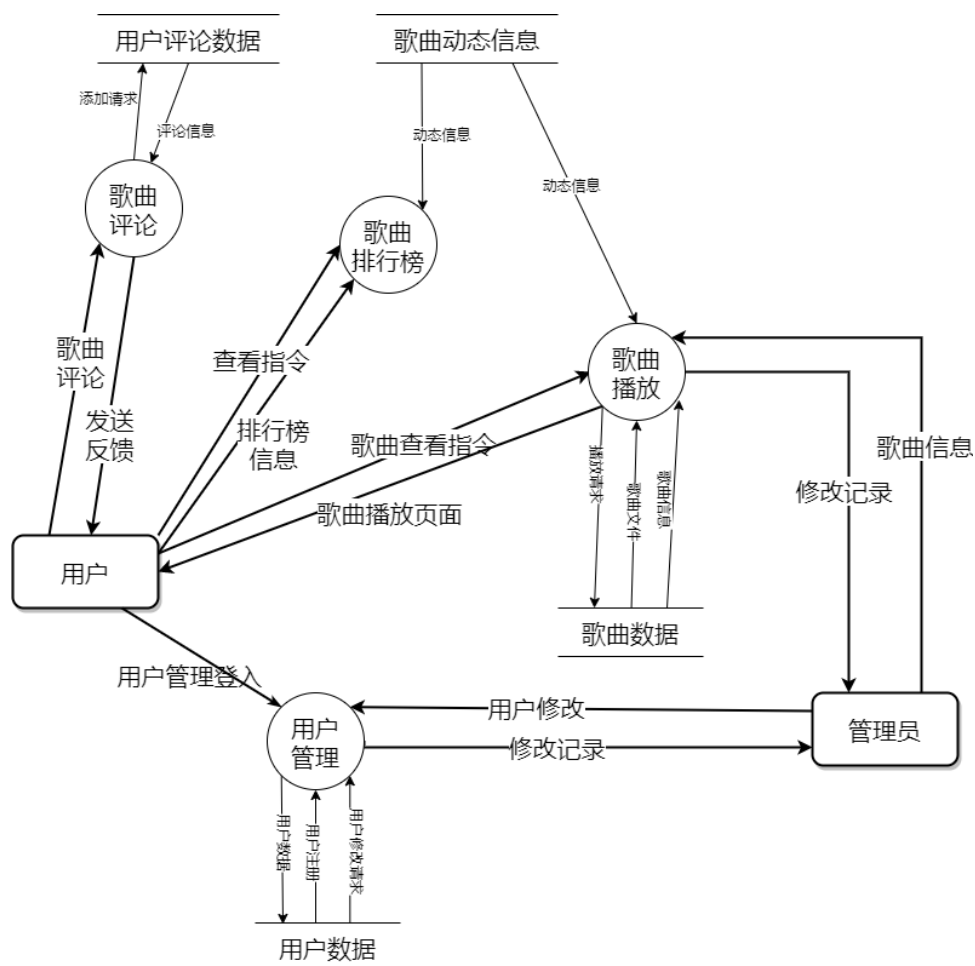 用户评论数据
歌曲动态信息
添加请求
评论信息
动态信息
动态信息
歌曲
评论
歌曲
排行榜
歌曲
播放
歌曲
评论
发送
反馈
查看指令
排行榜
信息
歌曲查看指令
歌曲播放页面
播放请求
歌曲文件
歌曲信息
修改记录
歌曲信息
用户
歌曲数据
用户管理登入
用户
管理
用户修改
修改记录
管理员
用户数据
用户注册
用户修改请求
用户数据